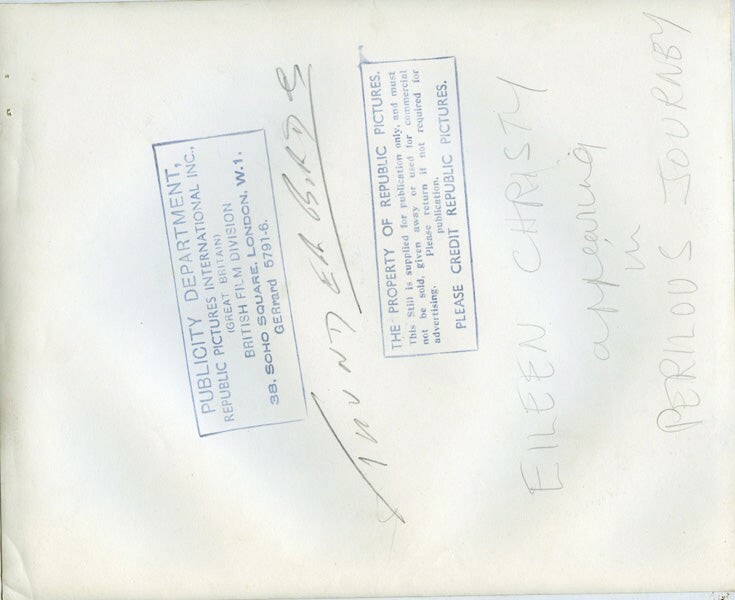 PUBLICITY DEPARTMENT,
REPUBLIC PICTURES INTERNATIONAL INC.,
(GREAT BRITAIN)
BRITISH FILM DIVISION
38, SOHO SQUARE, LONDON, W.1.
GERrard 5791-6.
THUNDERBIRDS
THE PROPERTY OF REPUBLIC PICTURES.
This Still is supplied for publication only, and must
not be sold, given away or used for commercial
advertising. Please return if not required for
publication.
PLEASE CREDIT REPUBLIC PICTURES.
EILEEN CHRISTY
appearing
in
PERILOUS JOURNEY